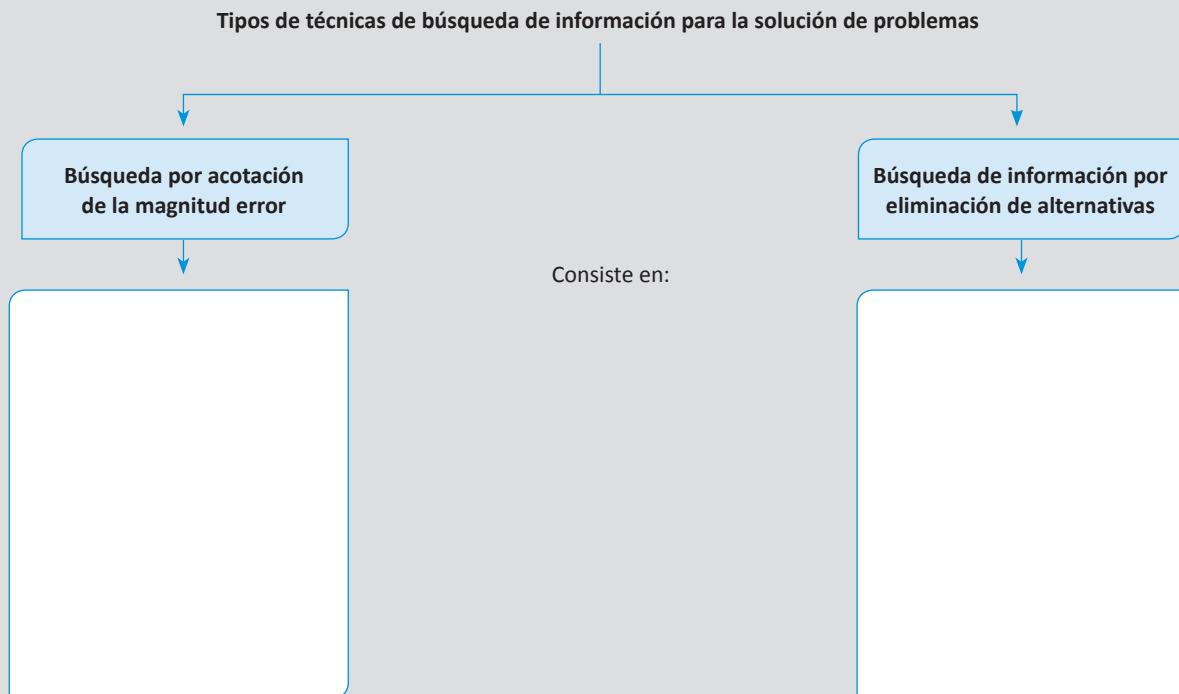 Tipos de técnicas de búsqueda de información para la solución de problemas
Búsqueda por acotación
de la magnitud error
Búsqueda de información por
eliminación de alternativas
Consiste en: